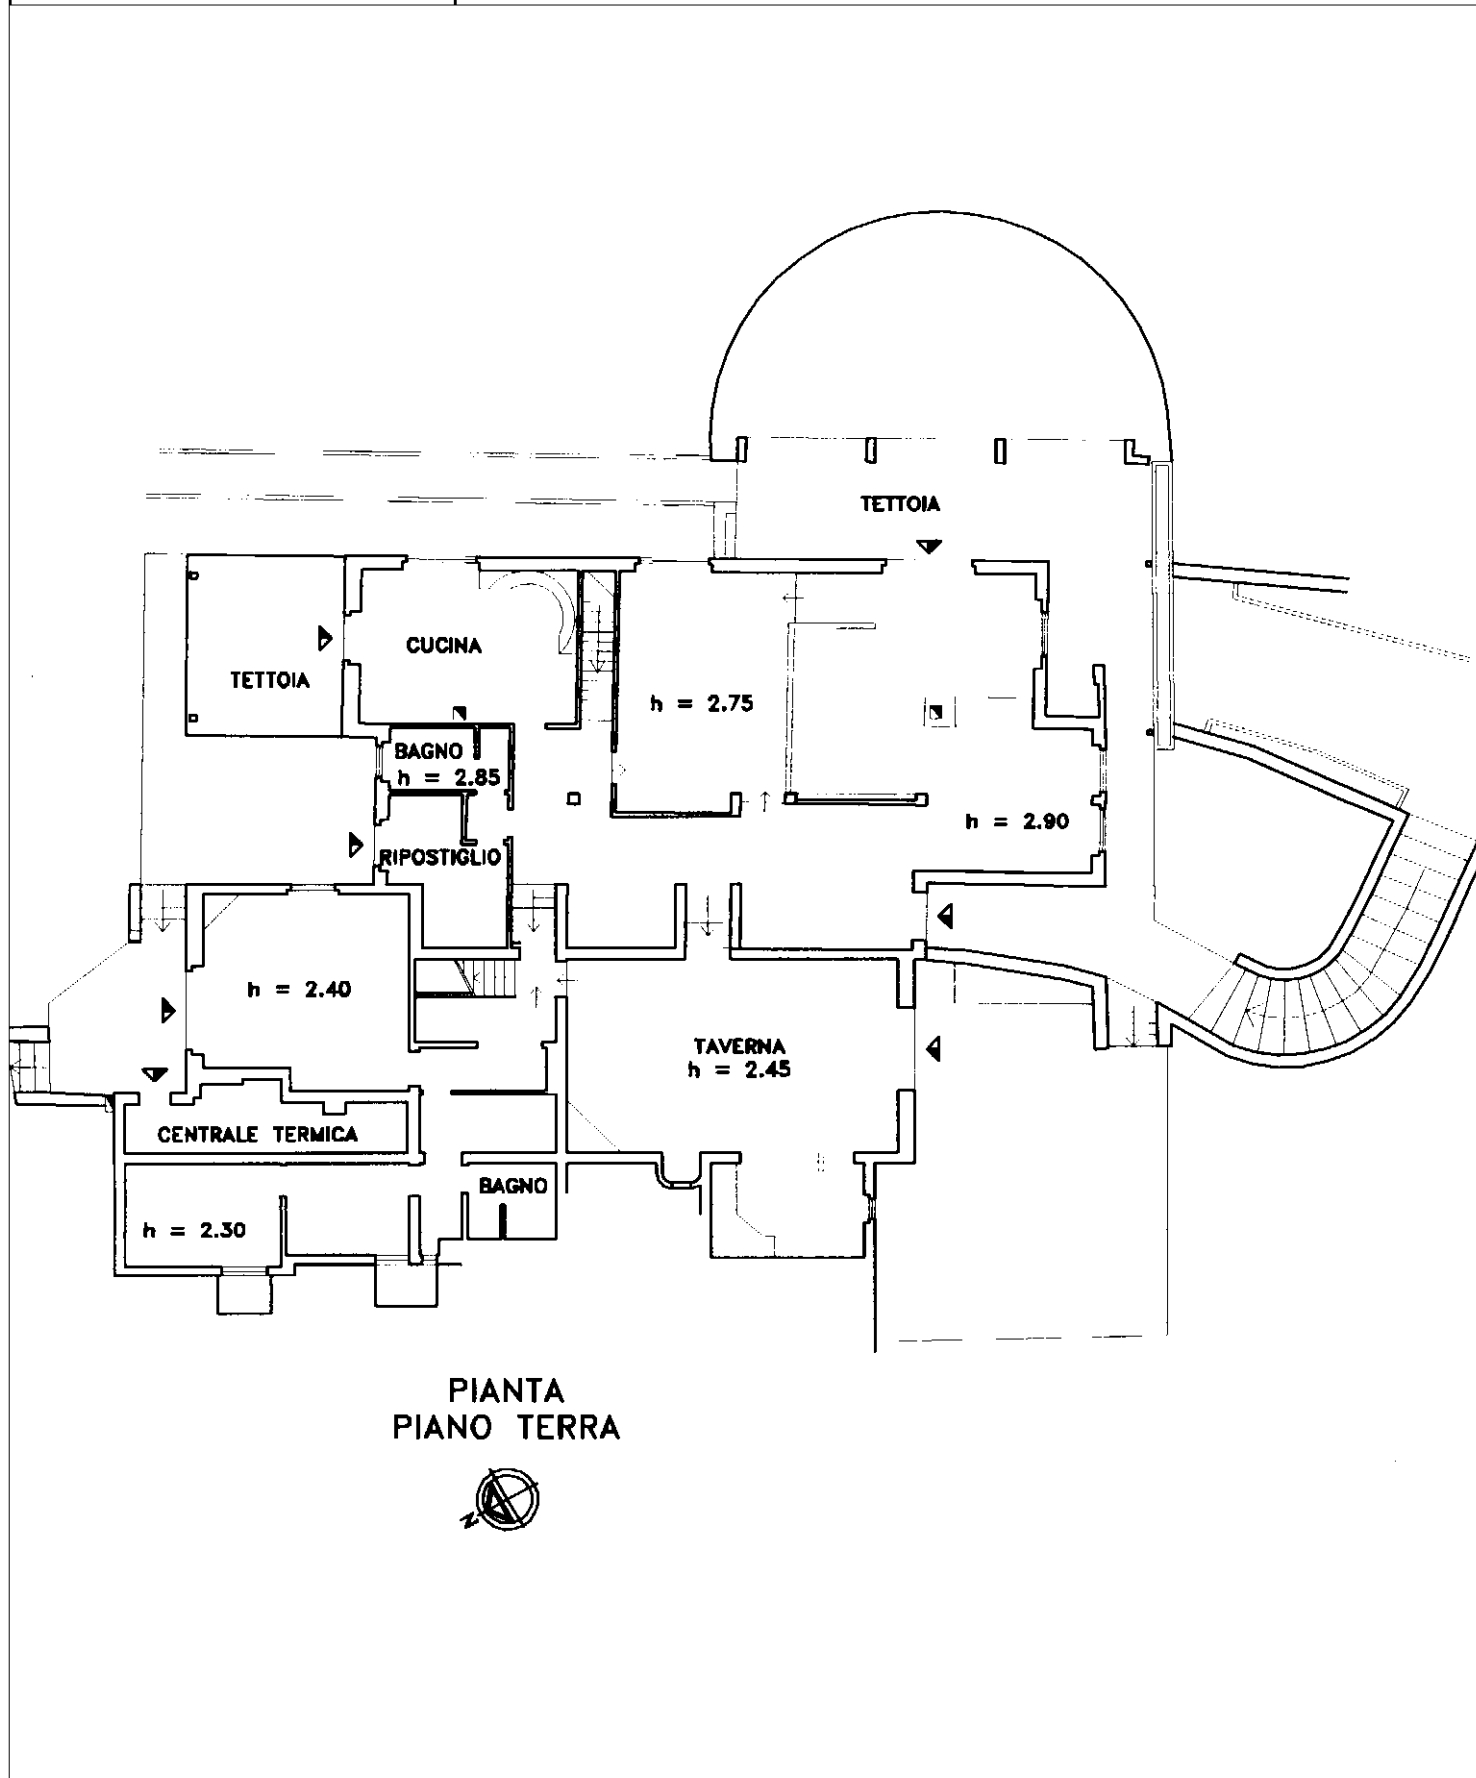 TETTOIA
CUCINA
TETTOIA
h = 2.75
BAGNO
h = 2.85
h = 2.90
RIPOSTIGLIO
h = 2.40
TAVERNA
h = 2.45
CENTRALE TERMICA
BAGNO
h = 2.30
PIANTA
PIANO TERRA
N